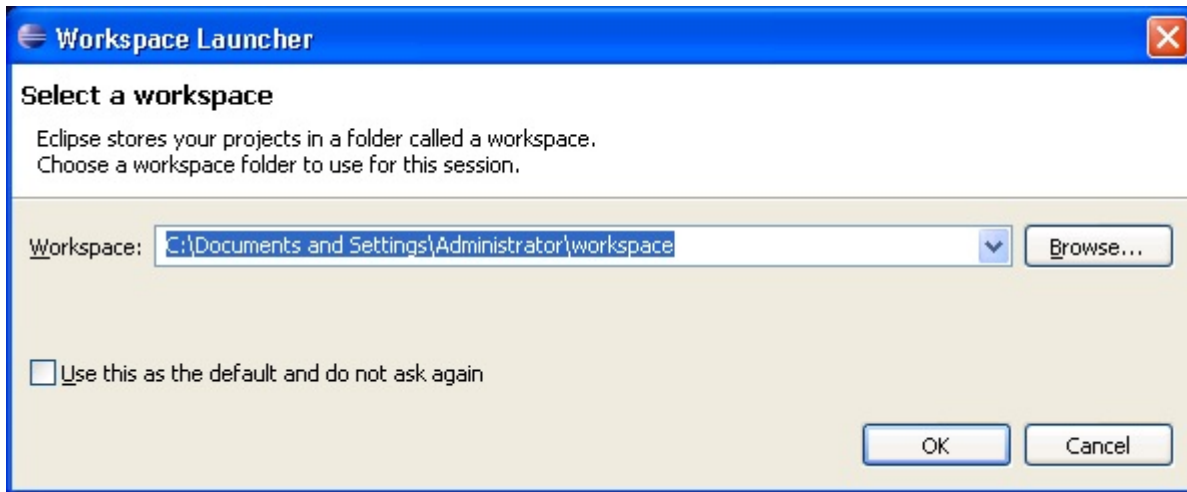 Workspace Launcher
Select a workspace
Eclipse stores your projects in a folder called a workspace.
Choose a workspace folder to use for this session.
Workspace: C:\Documents and Settings\Administrator\workspace Browse...
Use this as the default and do not ask again
OK Cancel